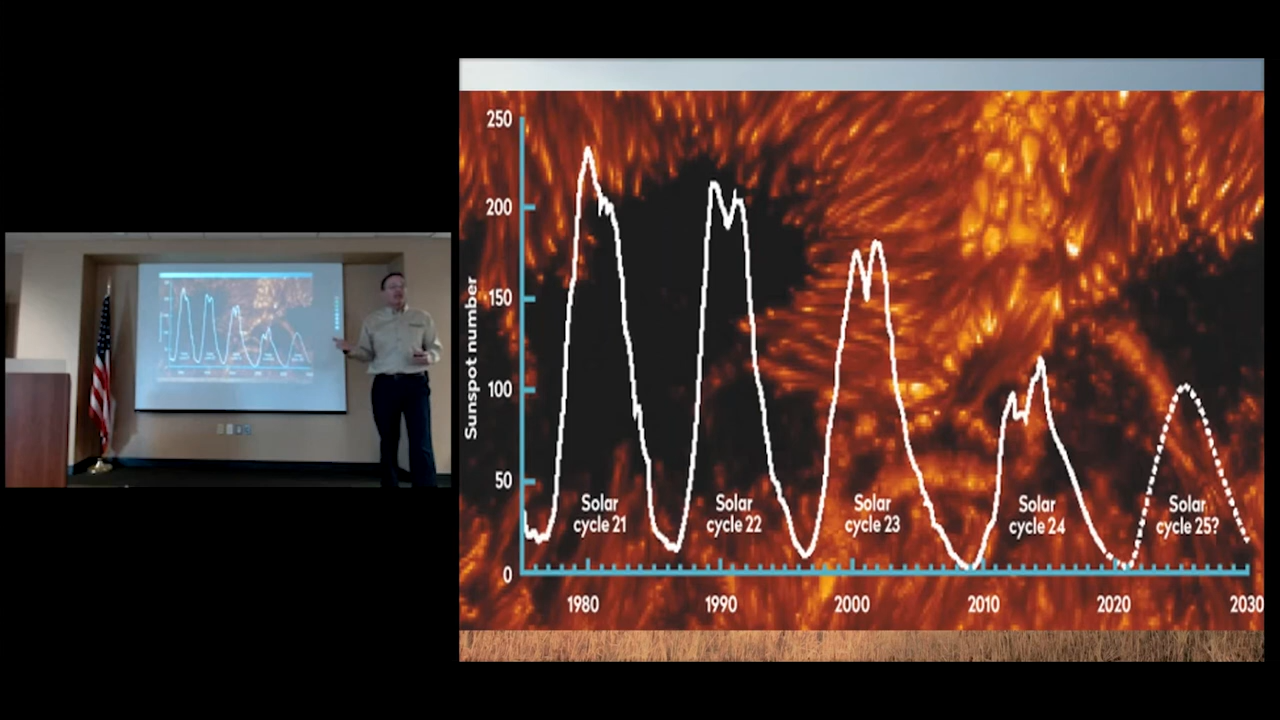 250
200
150
100
50
0
Sunspot number
Solar
cycle 21
Solar
cycle 22
Solar
cycle 23
Solar
cycle 24
Solar
cycle 25?
1980
1990
2000
2010
2020
2030